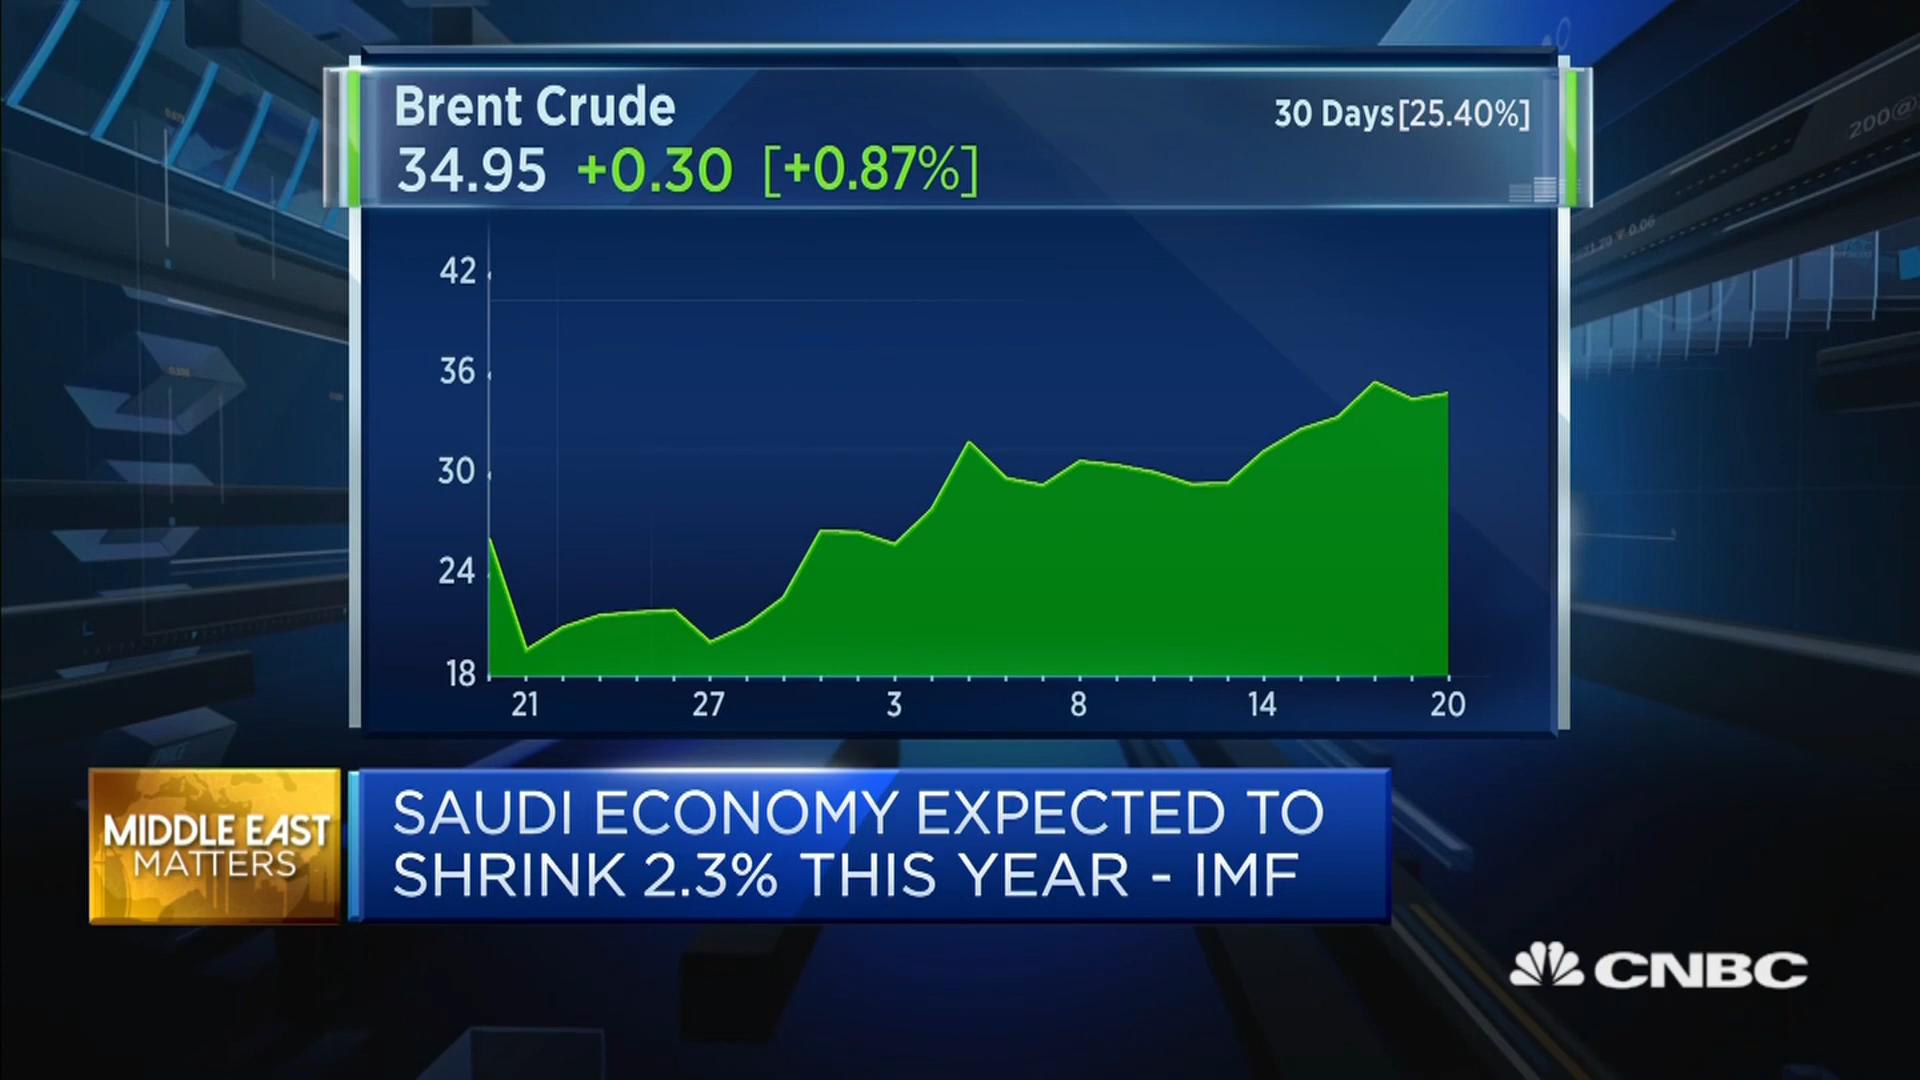 Brent Crude
30 Days[25.40%]
34.95 +0.30 [+0.87%]
42
36
30
24
18
21 27 3 8 14 20
MIDDLE EAST
MATTERS
SAUDI ECONOMY EXPECTED TO
SHRINK 2.3% THIS YEAR - IMF
CNBC